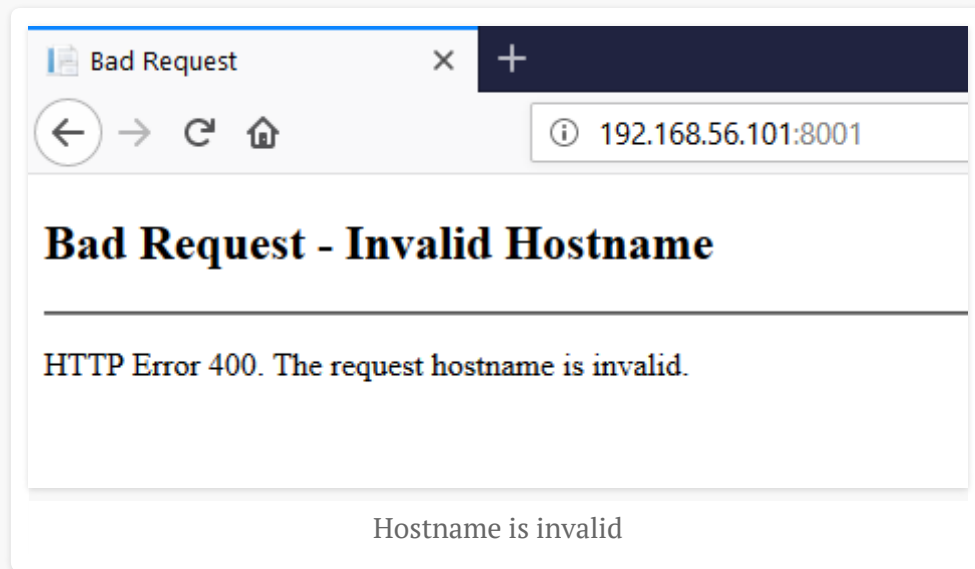 Bad Request
192.168.56.101:8001
Bad Request - Invalid Hostname
HTTP Error 400. The request hostname is invalid.
Hostname is invalid